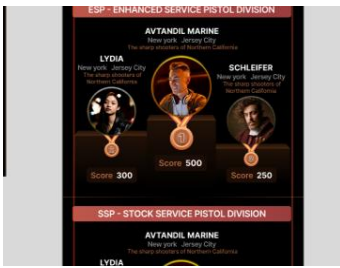 ESP - ENHANCED SERVICE PISTOL DIVISION
AVTANDIL MARINE
New york Jersey City
The sharp shooters of Northern California
LYDIA
New york Jersey City
The sharp shooters of
Northern California
SCHLEIFER
New york Jersey City
The sharp shooters of
Northern California
1
Score 500
Score 300
Score 250
SSP - STOCK SERVICE PISTOL DIVISION
AVTANDIL MARINE
New york Jersey City
The sharp shooters of Northern California
LYDIA